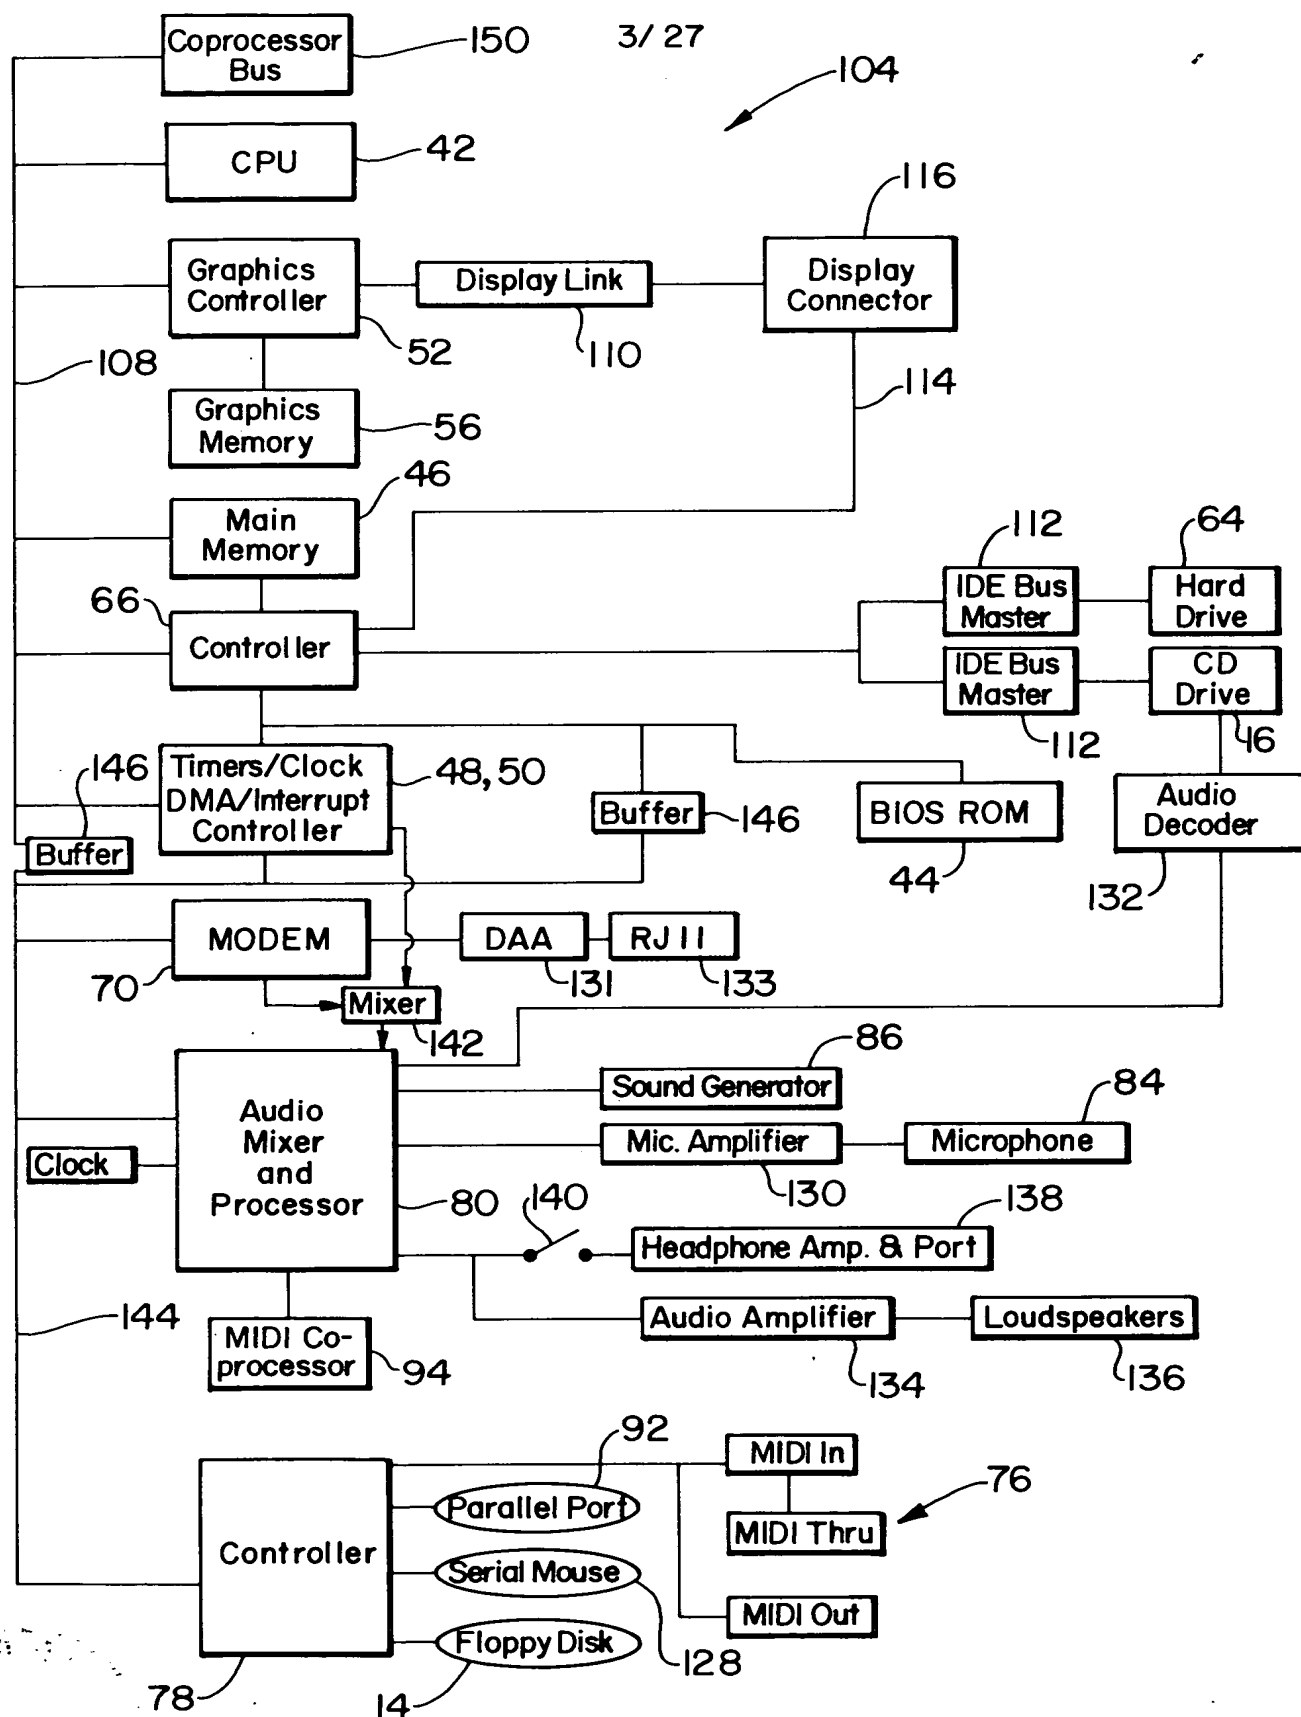 3/27
Coprocessor
Bus
150
104
CPU
42
116
Graphics
Controller
52
Display Link
110
Display
Connector
108
114
Graphics
Memory
56
46
Main
Memory
66
Controller
112
IDE Bus
Master
64
Hard
Drive
IDE Bus
Master
112
CD
Drive
16
146
Buffer
Timers/Clock
DMA/Interrupt
Controller
48,50
Buffer
146
BIOS ROM
44
Audio
Decoder
132
MODEM
70
DAA
131
RJ11
133
Mixer
142
Audio
Mixer
and
Processor
80
Clock
86
Sound Generator
84
Mic. Amplifier
130
Microphone
140
138
Headphone Amp. & Port
Audio Amplifier
134
Loudspeakers
136
144
MIDI Co-
processor
94
Controller
78
92
Parallel Port
Serial Mouse
128
Floppy Disk
14
MIDI In
MIDI Thru
76
MIDI Out